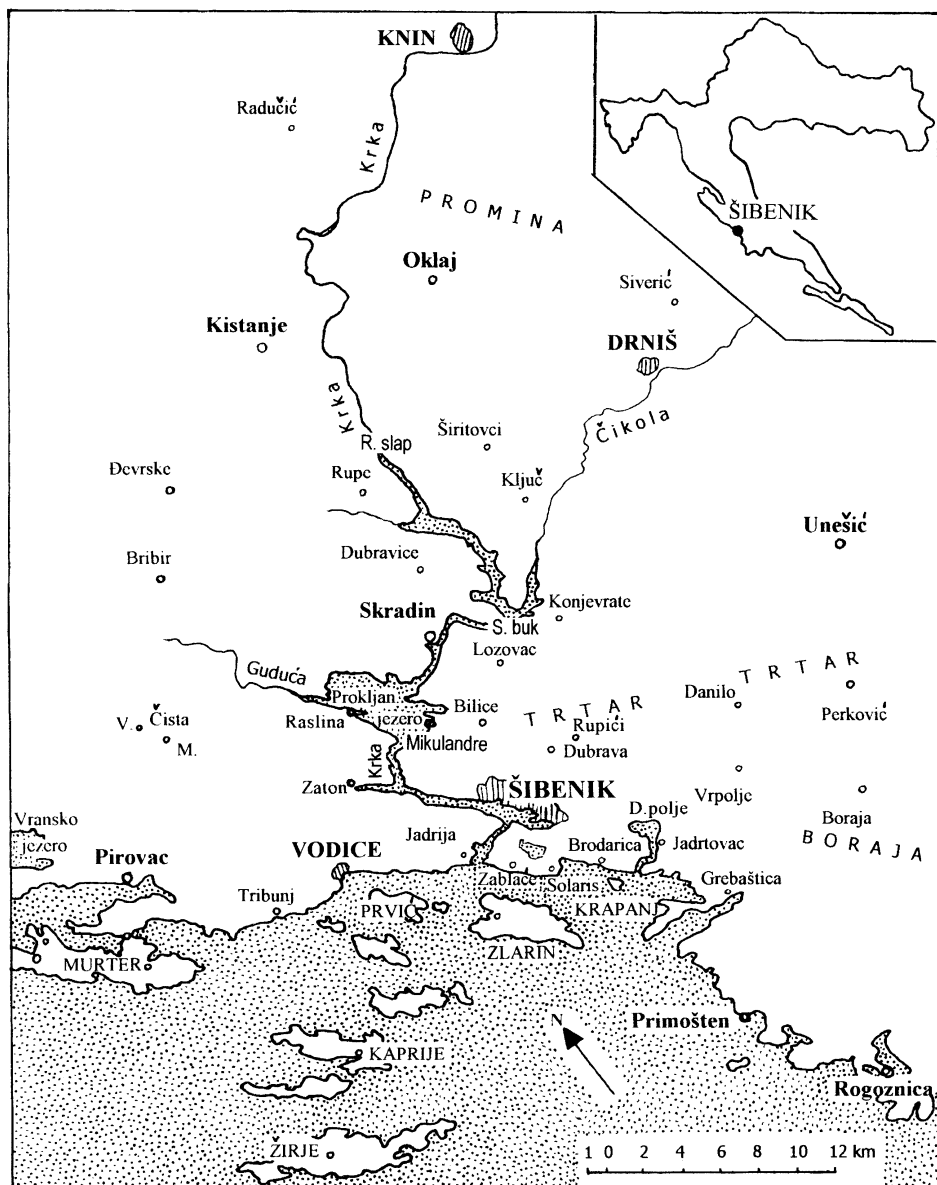 KNIN
Radučić
Krka
PROMINA
ŠIBENIK
Oklaj
Siverić
Kistanje
DRNIŠ
Krka
Čikola
Širitovci
R. slap
Đevrske
Rupe
Ključ
Unešić
Bribir
Dubravice
Konjevrate
Skradin
S. buk
Lozovac
Guduća
TRTAR
Prokljan
jezero
Danilo
Bilice
TRTAR
Perković
V. Čista
M.
Raslina
Mikulandre
Rupići
Dubrava
Krka
Zaton
ŠIBENIK
Vrpolje
D.polje
Boraja
Vransko
jezero
Jadrija
Brodarica
Jadrtovac
BORAJA
Pirovac
VODICE
Zablaće
Solaris
Grebaštica
Tribunj
PRVIĆ
KRAPANJ
MURTER
ZLARIN
N
Primošten
KAPRIJE
Rogoznica
ŽIRJE
1 0 2 4 6 8 10 12 km